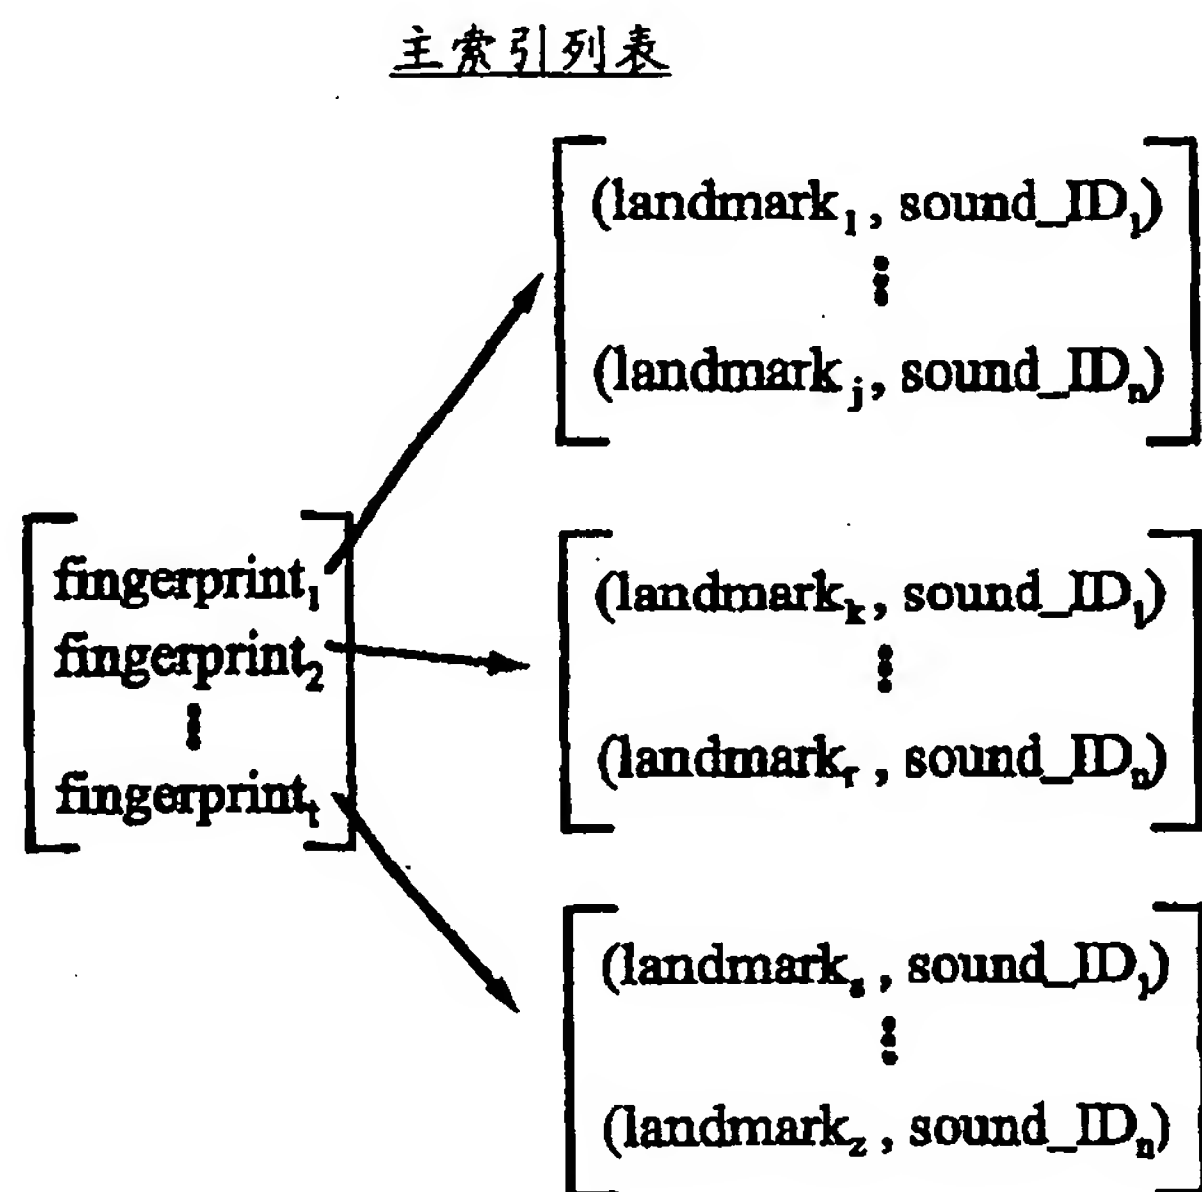 主索引列表
(landmark₁, sound_ID₁)
(landmarkⱼ, sound_IDₙ)
fingerprint₁
fingerprint₂
fingerprintₜ
(landmarkₖ, sound_ID₁)
(landmarkᵣ, sound_IDₙ)
(landmarkₛ, sound_ID₁)
(landmark_z, sound_IDₙ)